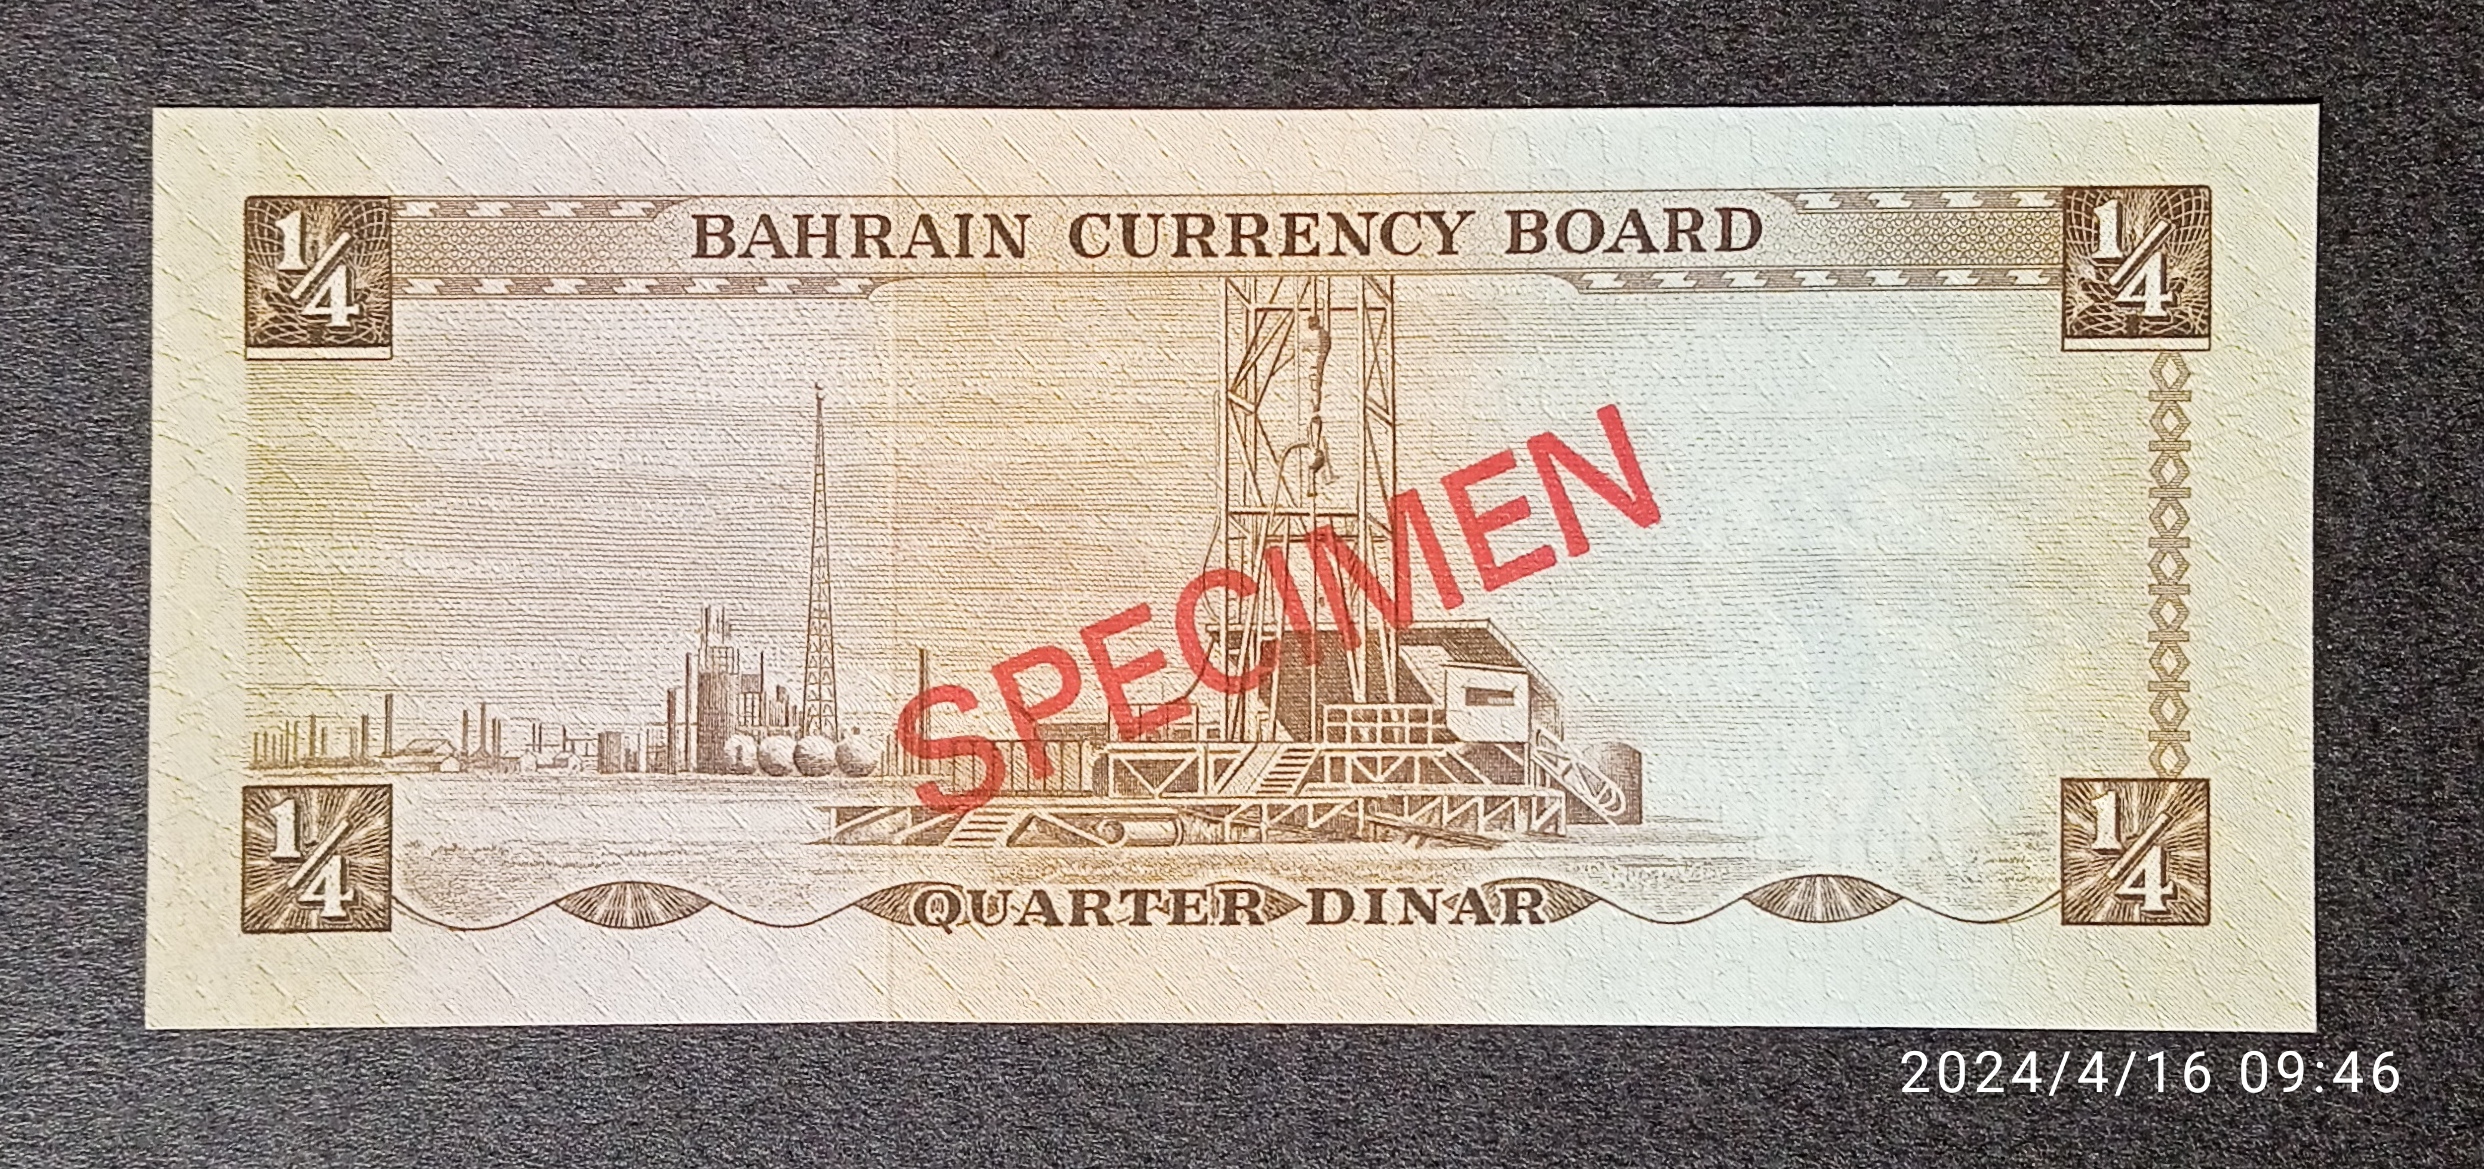 BAHRAIN CURRENCY BOARD
1/4
1/4
SPECIMEN
1/4
1/4
QUARTER DINAR
2024/4/16 09:46